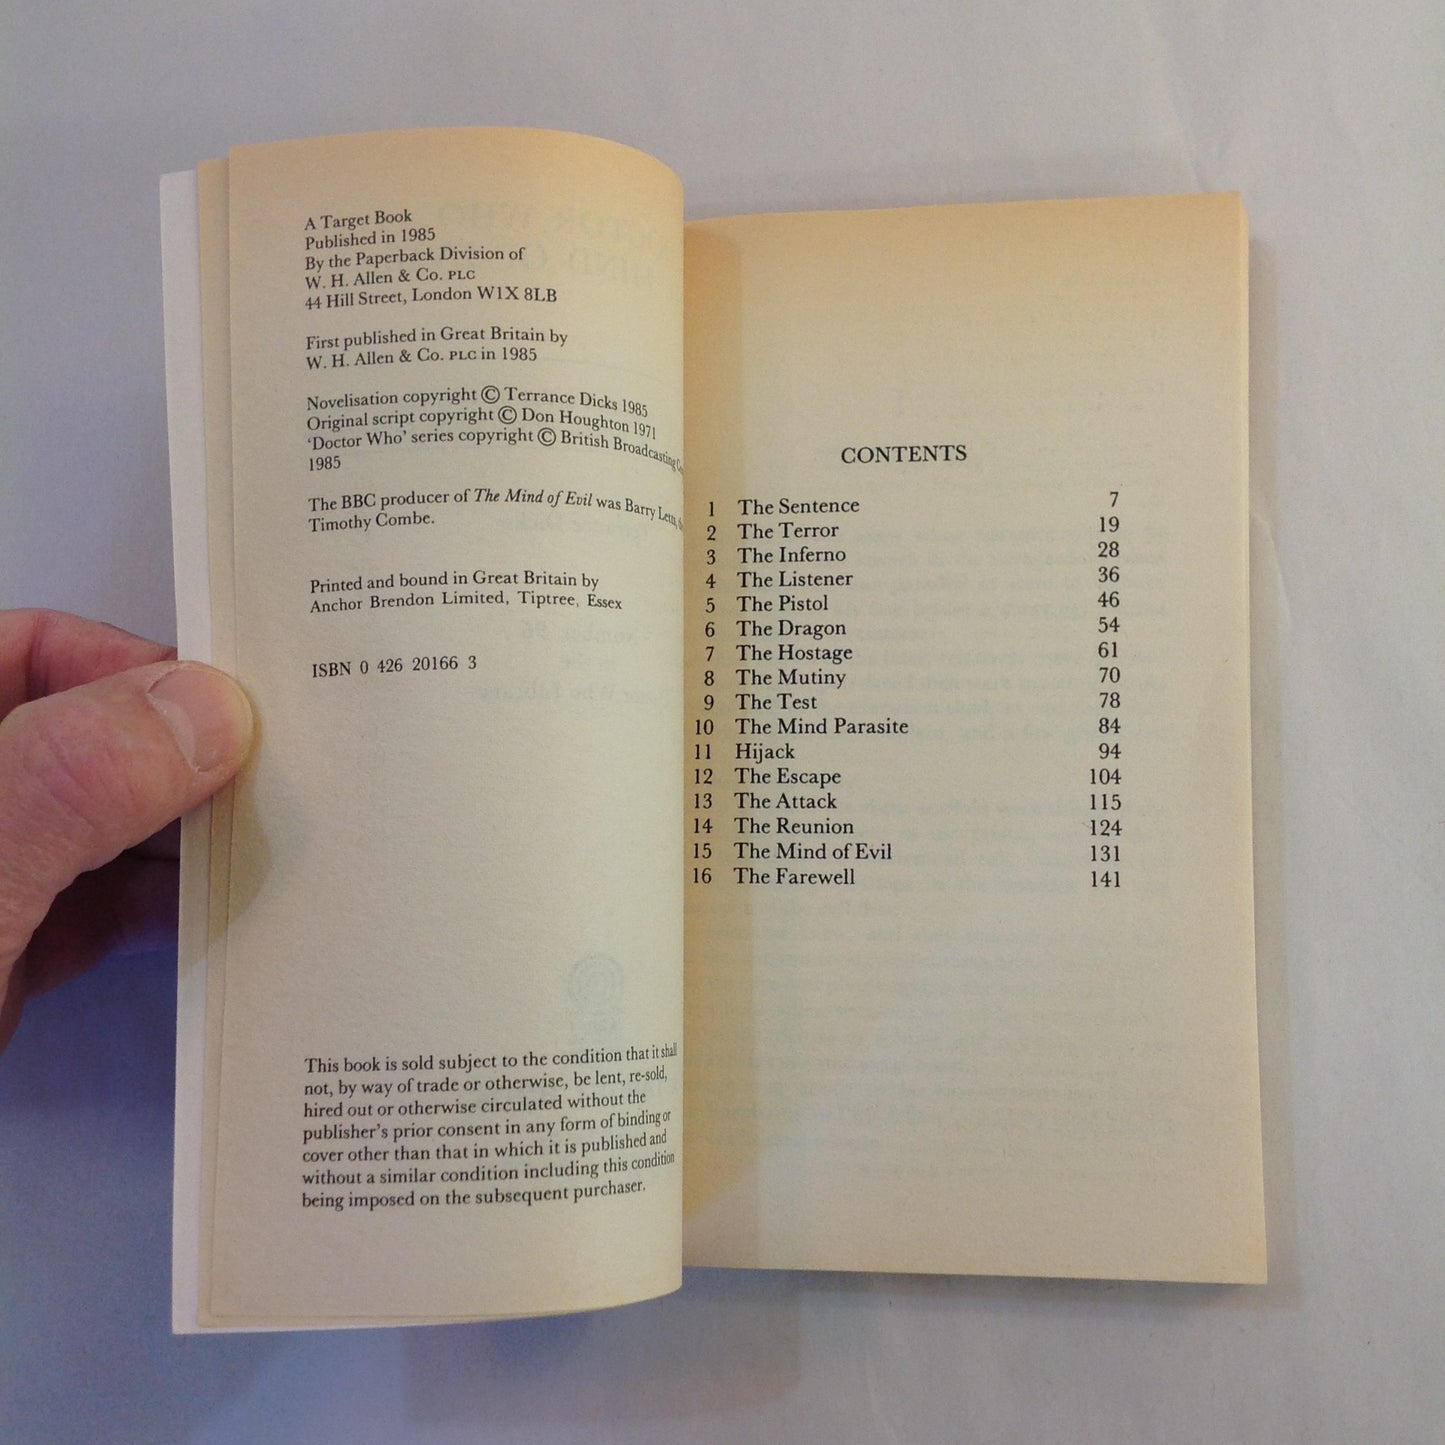 A Target Book
Published in 1985
By the Paperback Division of
W. H. Allen & Co. PLC
44 Hill Street, London W1X 8LB
First published in Great Britain by
W. H. Allen & Co. PLC in 1985
Novelisation copyright © Terrance Dicks 1985
Original script copyright © Don Houghton 1971
'Doctor Who' series copyright © British Broadcasting
1985
The BBC producer of The Mind of Evil was Barry Letts,
Timothy Combe.
Printed and bound in Great Britain by
Anchor Brendon Limited, Tiptree, Essex
ISBN 0 426 20166 3
This book is sold subject to the condition that it shall
not, by way of trade or otherwise, be lent, re-sold,
hired out or otherwise circulated without the
publisher's prior consent in any form of binding or
cover other than that in which it is published and
without a similar condition including this condition
being imposed on the subsequent purchaser.
CONTENTS
1 The Sentence 7
2 The Terror 19
3 The Inferno 28
4 The Listener 36
5 The Pistol 46
6 The Dragon 54
7 The Hostage 61
8 The Mutiny 70
9 The Test 78
10 The Mind Parasite 84
11 Hijack 94
12 The Escape 104
13 The Attack 115
14 The Reunion 124
15 The Mind of Evil 131
16 The Farewell 141